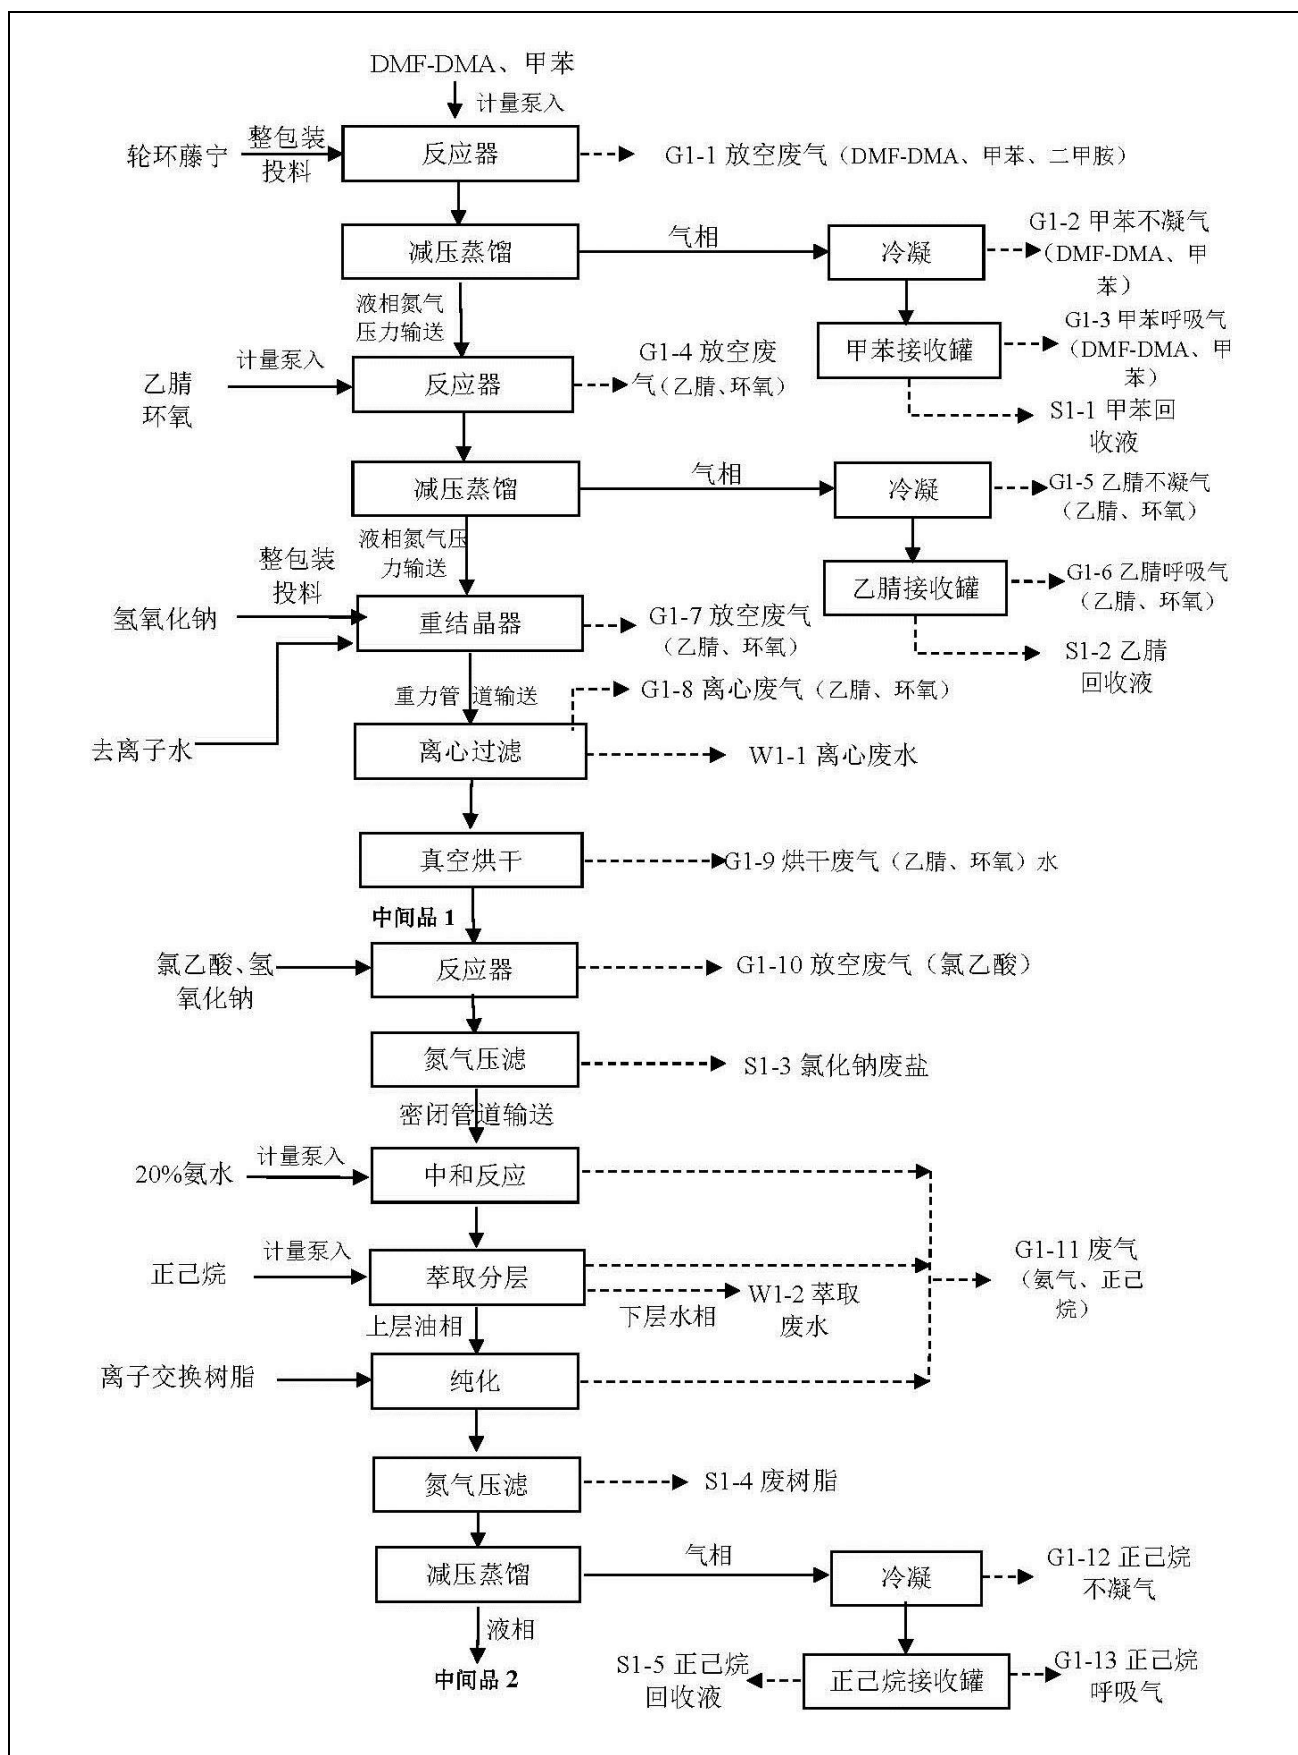 DMF-DMA、甲苯
计量泵入
轮环藤宁
整包装
投料
反应器
G1-1 放空废气（DMF-DMA、甲苯、二甲胺）
减压蒸馏
气相
冷凝
G1-2 甲苯不凝气
（DMF-DMA、甲
苯）
液相氮气
压力输送
甲苯接收罐
G1-3 甲苯呼吸气
（DMF-DMA、甲
苯）
计量泵入
乙腈
环氧
反应器
G1-4 放空废
气（乙腈、环氧）
S1-1 甲苯回
收液
减压蒸馏
气相
冷凝
G1-5 乙腈不凝气
（乙腈、环氧）
液相氮气压
力输送
乙腈接收罐
G1-6 乙腈呼吸气
（乙腈、环氧）
整包装
投料
氢氧化钠
重结晶器
G1-7 放空废气
（乙腈、环氧）
S1-2 乙腈
回收液
重力管道输送
G1-8 离心废气（乙腈、环氧）
去离子水
离心过滤
W1-1 离心废水
真空烘干
G1-9 烘干废气（乙腈、环氧）水
中间品 1
氯乙酸、氢
氧化钠
反应器
G1-10 放空废气（氯乙酸）
氮气压滤
S1-3 氯化钠废盐
密闭管道输送
20%氨水
计量泵入
中和反应
正己烷
计量泵入
萃取分层
G1-11 废气
（氨气、正己
烷）
下层水相
W1-2 萃取
废水
上层油相
离子交换树脂
纯化
氮气压滤
S1-4 废树脂
减压蒸馏
气相
冷凝
G1-12 正己烷
不凝气
液相
中间品 2
S1-5 正己烷
回收液
正己烷接收罐
G1-13 正己烷
呼吸气